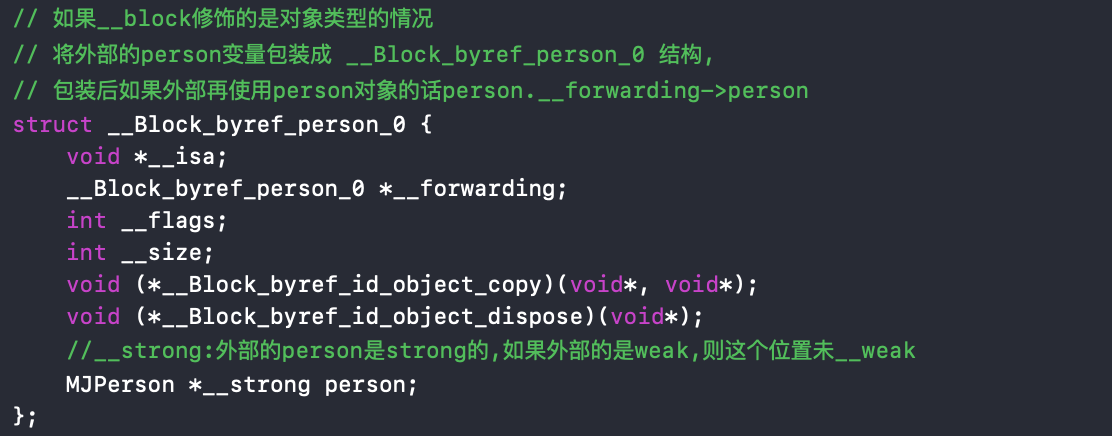 // 如果__block修饰的是对象类型的情况
// 将外部的person变量包装成 __Block_byref_person_0 结构,
// 包装后如果外部再使用person对象的话person.__forwarding->person
struct __Block_byref_person_0 {
    void *__isa;
    __Block_byref_person_0 *__forwarding;
    int __flags;
    int __size;
    void (*__Block_byref_id_object_copy)(void*, void*);
    void (*__Block_byref_id_object_dispose)(void*);
    //__strong:外部的person是strong的,如果外部的是weak,则这个位置未__weak
    MJPerson *__strong person;
};